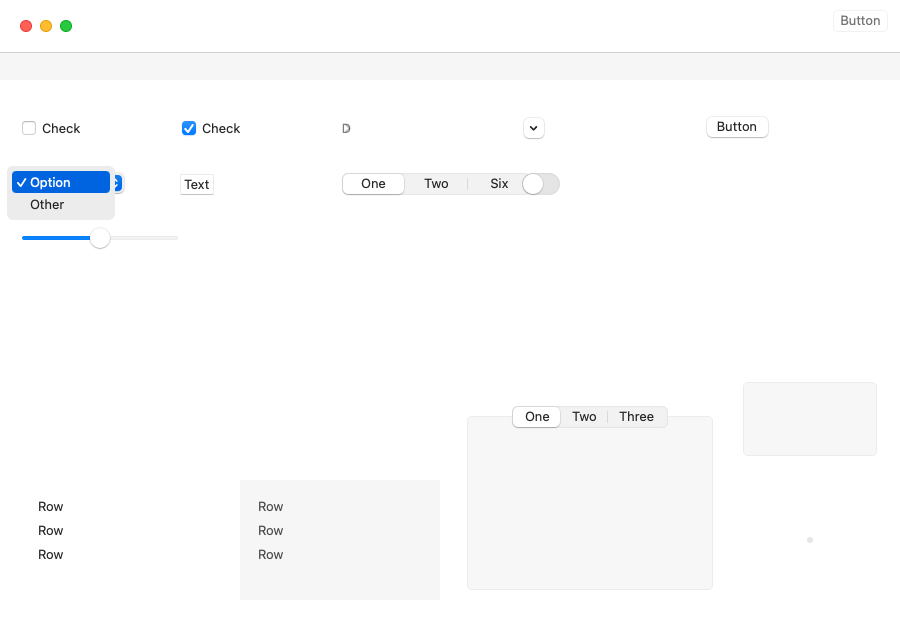 Button
Check
Check
D
Button
Option
Other
Text
One
Two
Six
One
Two
Three
Row
Row
Row
Row
Row
Row